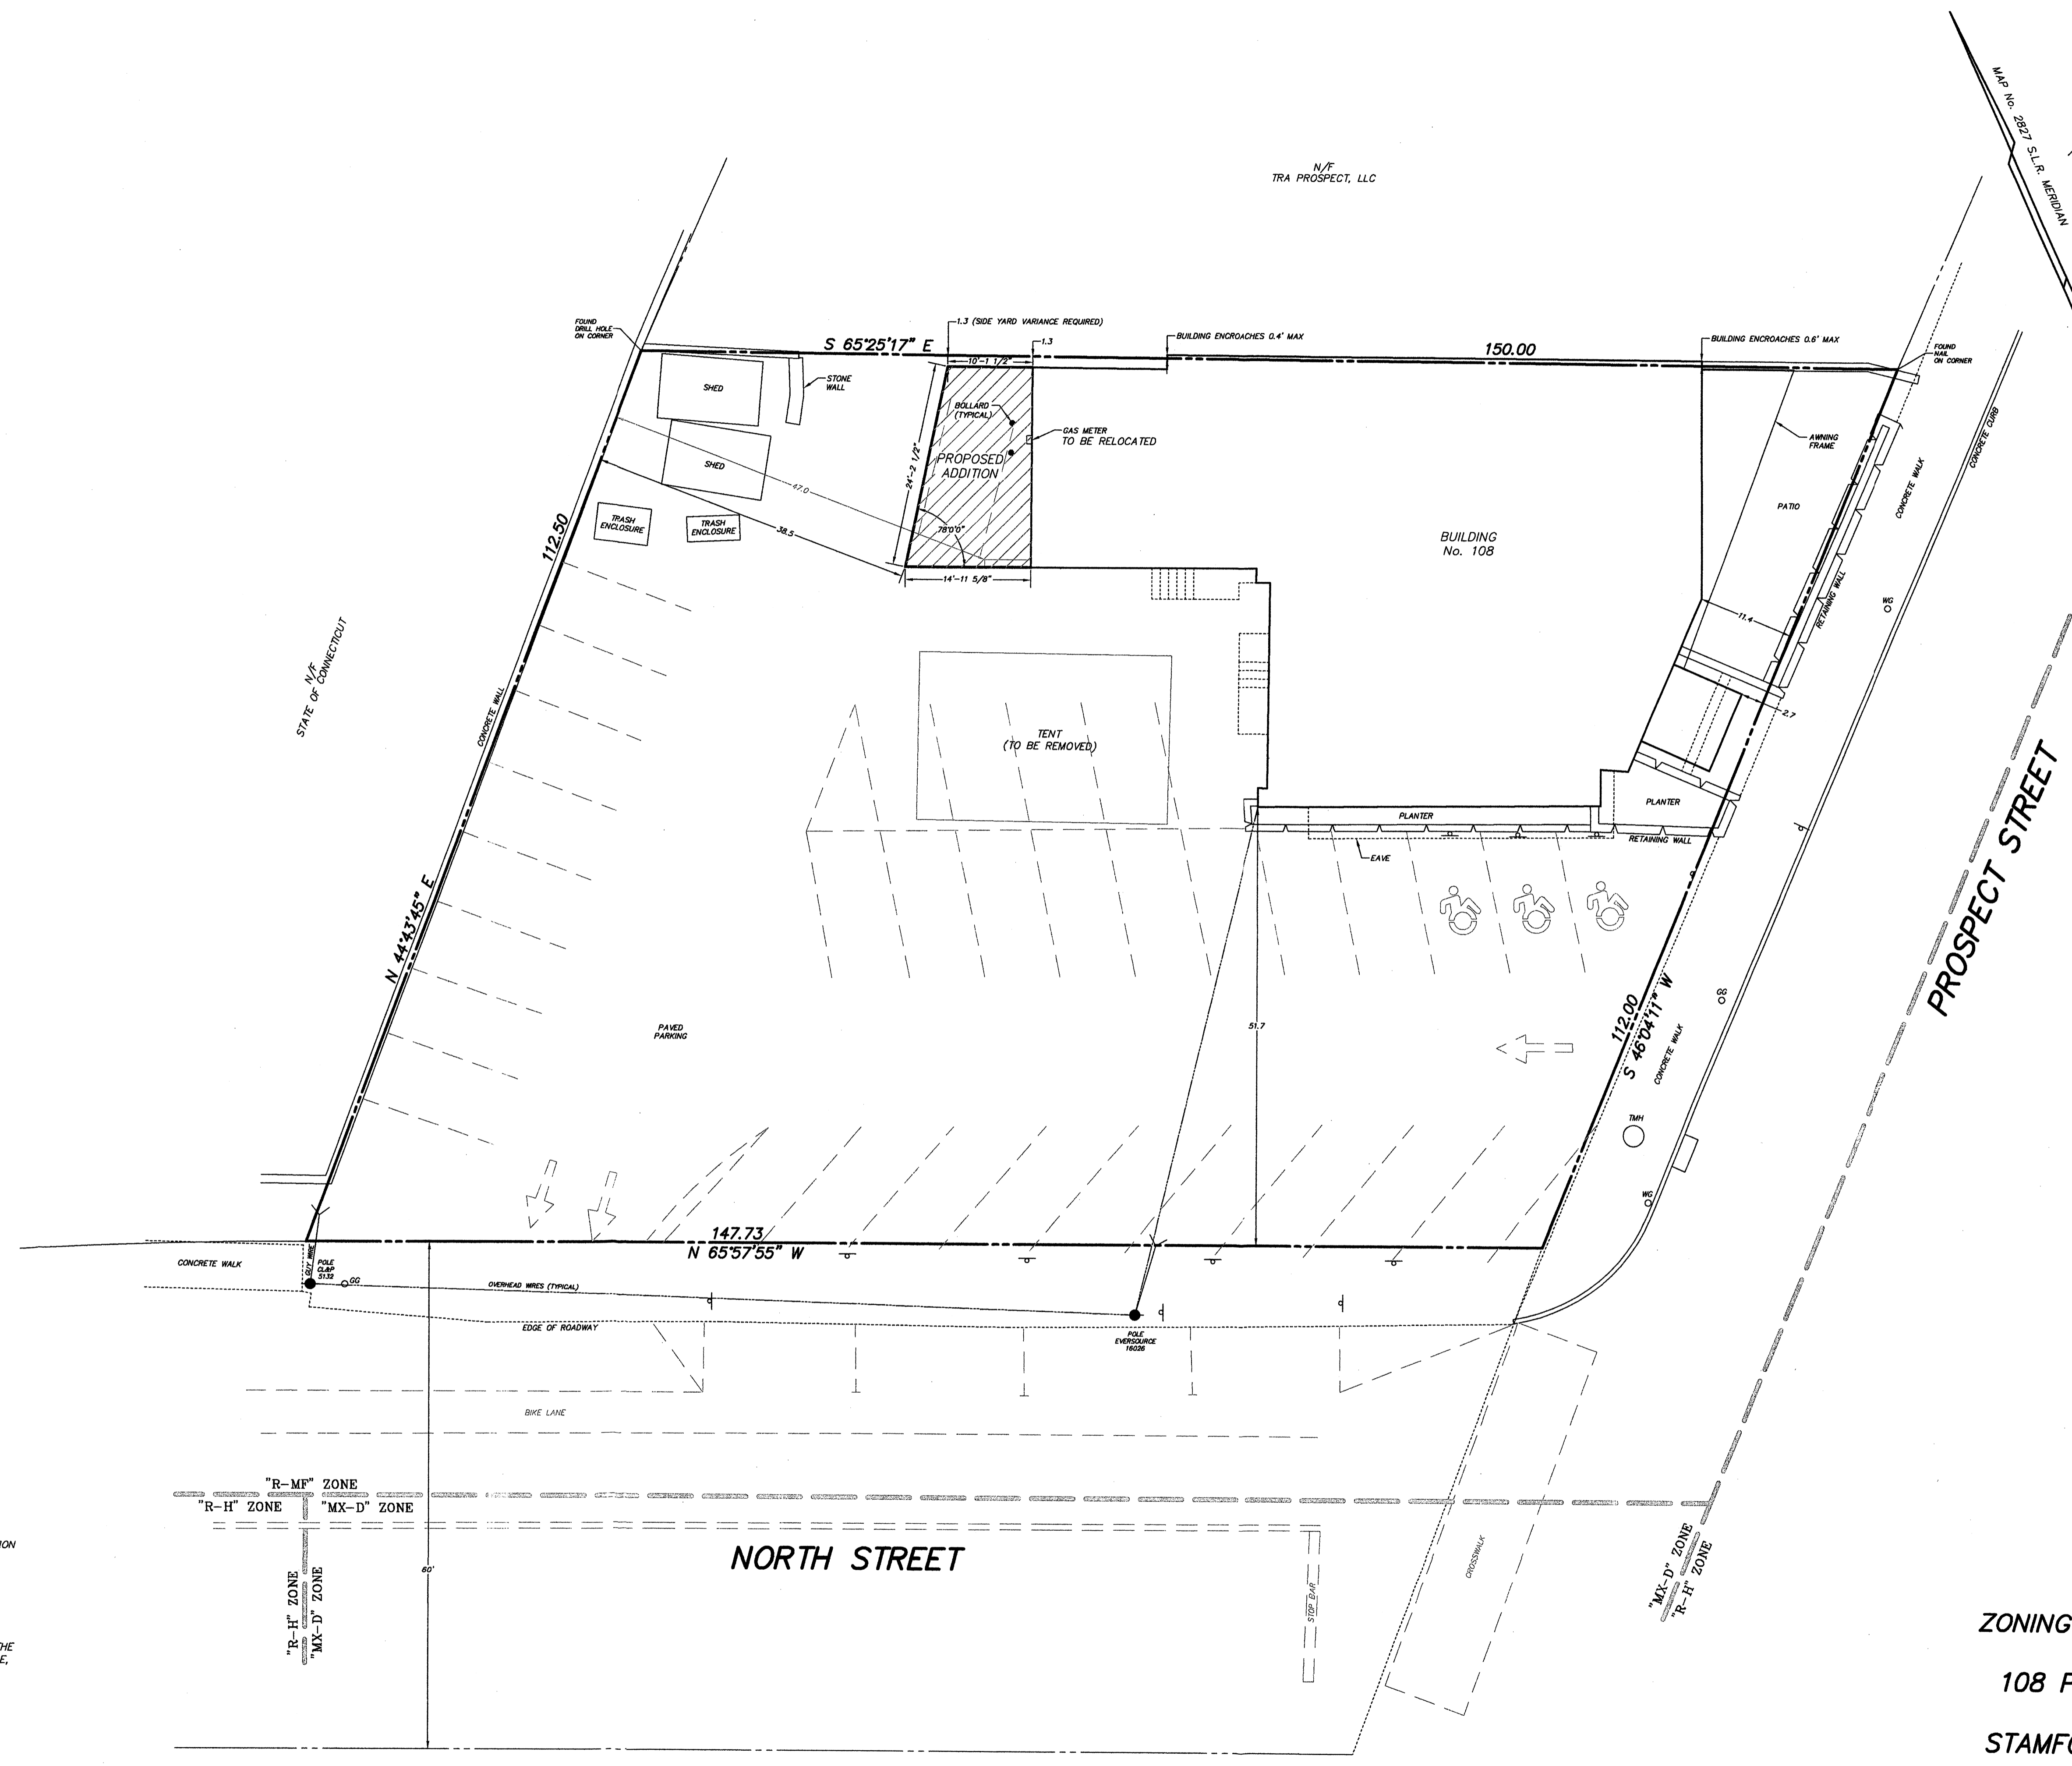 MAP No. 2827 S.L.R. MERIDIAN
N/F
TRA PROSPECT, LLC
FOUND
DRILL HOLE
ON CORNER
S 65°25'17" E
1.3 (SIDE YARD VARIANCE REQUIRED)
10'-1 1/2"
1.3
BUILDING ENCROACHES 0.4' MAX
150.00
BUILDING ENCROACHES 0.6' MAX
FOUND
NAIL
ON CORNER
SHED
STONE
WALL
BOLLARD
(TYPICAL)
GAS METER
TO BE RELOCATED
AWNING
FRAME
CONCRETE CURB
SHED
PROPOSED
ADDITION
24'-2 1/2"
47.0
38.5
78°0'0"
14'-11 5/8"
TRASH
ENCLOSURE
TRASH
ENCLOSURE
112.50
BUILDING
No. 108
PATIO
CONCRETE WALK
RETAINING WALL
WG
11.4
2.7
N/F
STATE OF CONNECTICUT
CONCRETE WALL
TENT
(TO BE REMOVED)
PLANTER
PLANTER
RETAINING WALL
EAVE
PROSPECT STREET
N 44°43'45" E
PAVED
PARKING
51.7
112.00
S 46°04'11" W
CONCRETE WALK
GG
TMH
WG
147.73
N 65°57'55" W
CONCRETE WALK
GUY WIRE
POLE
CL&P
5132
GG
OVERHEAD WIRES (TYPICAL)
EDGE OF ROADWAY
POLE
EVERSOURCE
16026
BIKE LANE
"R-MF" ZONE
"R-H" ZONE
"MX-D" ZONE
NORTH STREET
60'
"R-H" ZONE
"MX-D" ZONE
STOP BAR
CROSSWALK
"MX-D" ZONE
"R-H" ZONE
ION
THE
E,
ZONING
108 P
STAMFO